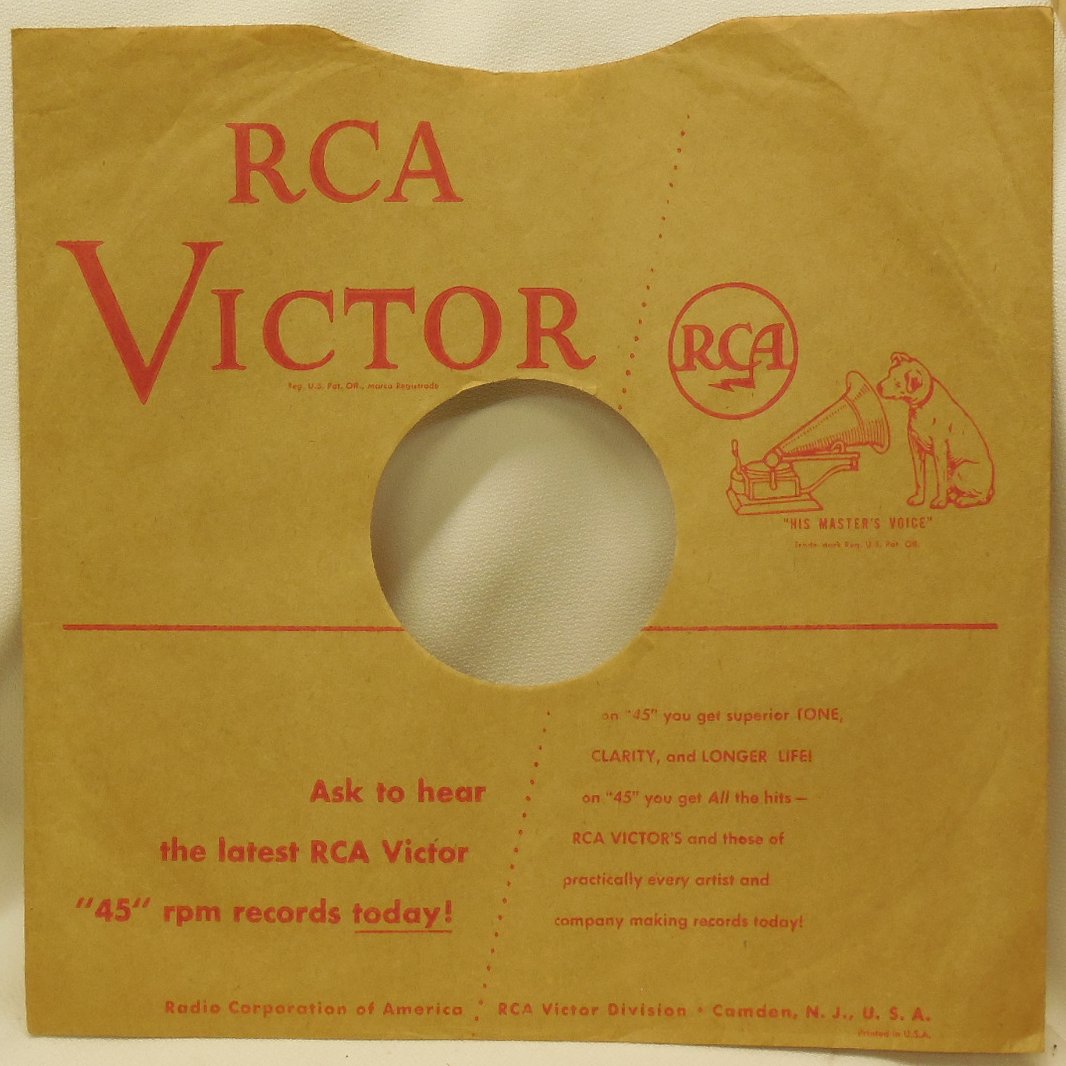 RCA
VICTOR
Reg. U.S. Pat. Off., Marca Registrada
RCA
"HIS MASTER'S VOICE"
Trade Mark Reg. U.S. Pat. Off.
Ask to hear
the latest RCA Victor
"45" rpm records today!
on "45" you get superior TONE,
CLARITY, and LONGER LIFE!
on "45" you get All the hits—
RCA VICTOR'S and those of
practically every artist and
company making records today!
Radio Corporation of America
RCA Victor Division • Camden, N. J., U. S. A.
Printed in U.S.A.